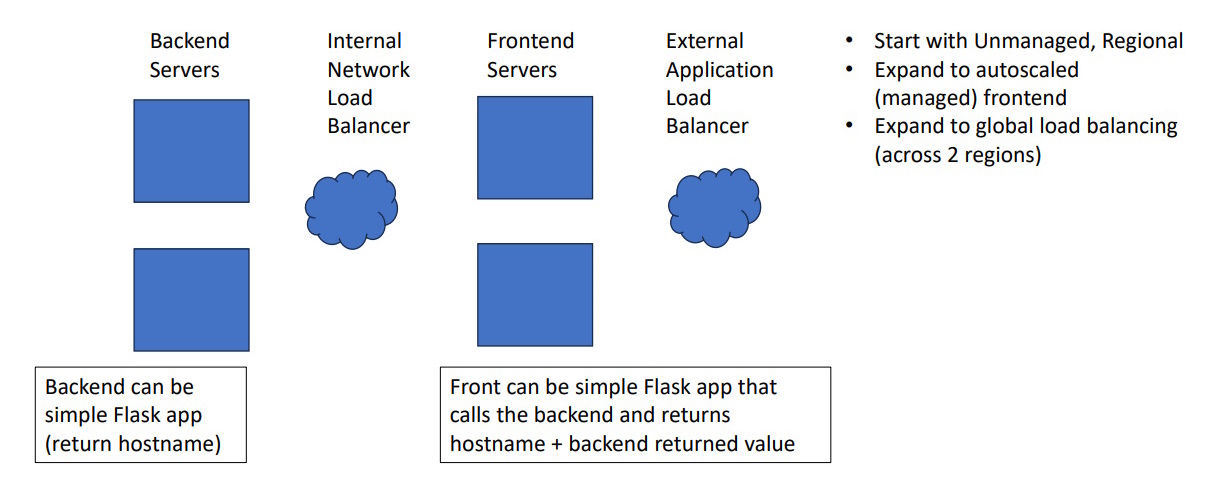 Backend
Servers
Internal
Network
Load
Balancer
Frontend
Servers
External
Application
Load
Balancer
• Start with Unmanaged, Regional
• Expand to autoscaled
(managed) frontend
• Expand to global load balancing
(across 2 regions)
Backend can be
simple Flask app
(return hostname)
Front can be simple Flask app that
calls the backend and returns
hostname + backend returned value